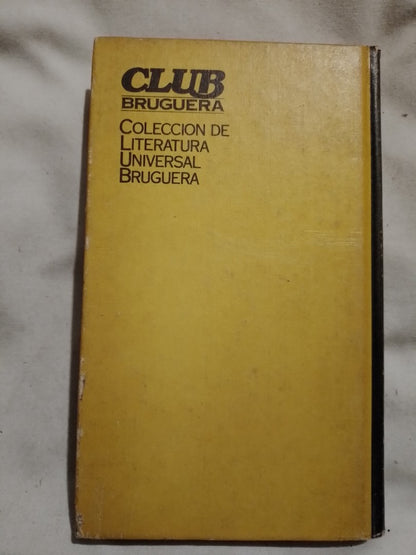 CLUB
BRUGUERA
COLECCION DE
LITERATURA
UNIVERSAL
BRUGUERA